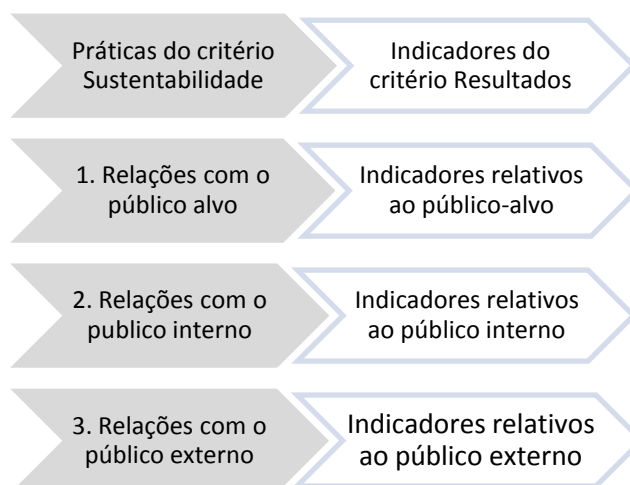 Práticas do critério
Sustentabilidade
Indicadores do
critério Resultados
1. Relações com o
público alvo
Indicadores relativos
ao público-alvo
2. Relações com o
publico interno
Indicadores relativos
ao público interno
3. Relações com o
público externo
Indicadores relativos
ao público externo